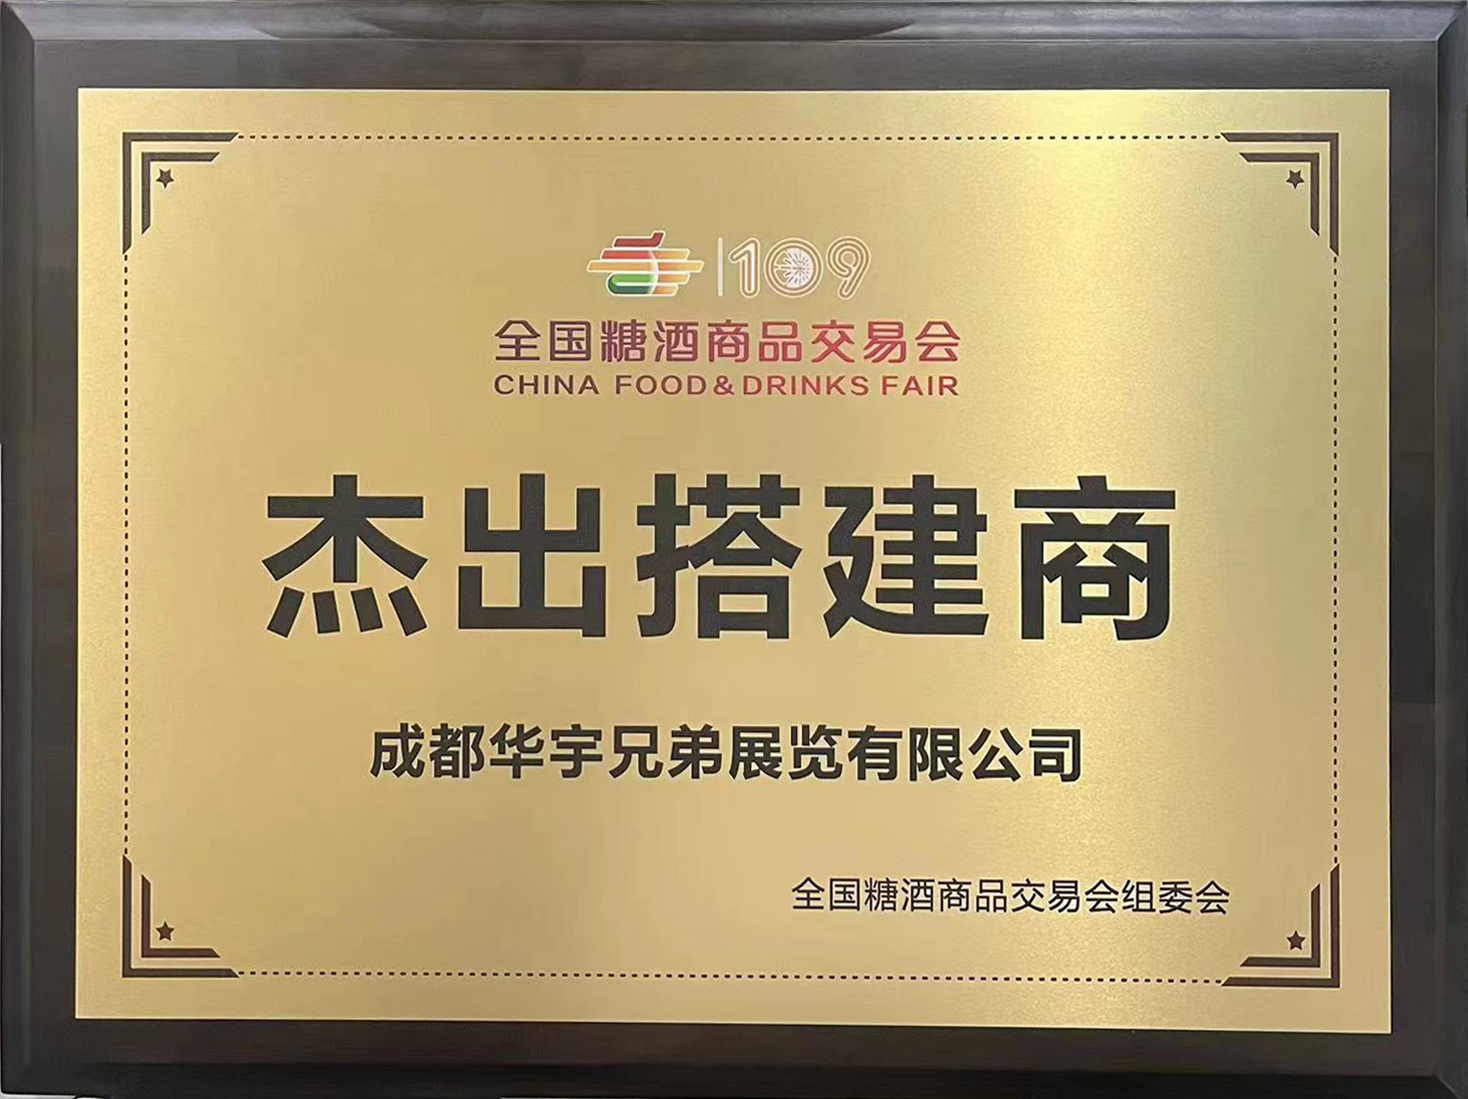 109
全国糖酒商品交易会
CHINA FOOD&DRINKS FAIR
杰出搭建商
成都华宇兄弟展览有限公司
全国糖酒商品交易会组委会